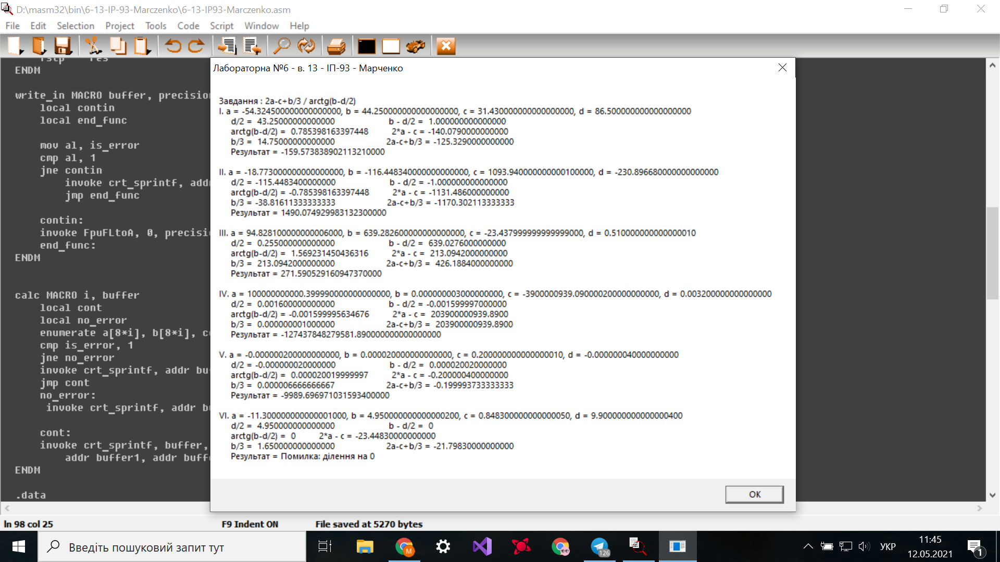 D:\masm32\bin\6-13-IP-93-Marczenko\6-13-IP93-Marczenko.asm
File Edit Selection Project Tools Code Script Window Help
fstp res
ENDM
write_in MACRO buffer, precision
local contin
local end_func
mov al, is_error
cmp al, 1
jne contin
invoke crt_sprintf, addr
jmp end_func
contin:
invoke FpuFLtoA, 0, precisio
end_func:
ENDM
calc MACRO i, buffer
local cont
local no_error
enumerate a[8*i], b[8*i], c
cmp is_error, 1
jne no_error
invoke crt_sprintf, addr bu
jmp cont
no_error:
invoke crt_sprintf, addr b
cont:
invoke crt_sprintf, buffer,
addr buffer1, addr buff
ENDM
.data
Лабораторна №6 - в. 13 - ІП-93 - Марченко
Завдання : 2a-c+b/3 / arctg(b-d/2)
I. a = -54.324500000000000000, b = 44.250000000000000000, c = 31.430000000000000000, d = 86.500000000000000000
d/2 = 43.25000000000000 b - d/2 = 1.000000000000000
arctg(b-d/2) = 0.785398163397448 2*a - c = -140.0790000000000
b/3 = 14.75000000000000 2a-c+b/3 = -125.3290000000000
Результат = -159.573838902113210000
II. a = -18.773000000000000000, b = -116.448340000000000000, c = 1093.940000000000100000, d = -230.896680000000000000
d/2 = -115.4483400000000 b - d/2 = -1.000000000000000
arctg(b-d/2) = -0.785398163397448 2*a - c = -1131.486000000000
b/3 = -38.81611333333333 2a-c+b/3 = -1170.302113333333
Результат = 1490.074929983132300000
III. a = 94.828100000000006000, b = 639.282600000000000000, c = -23.437999999999999000, d = 0.510000000000000010
d/2 = 0.255000000000000 b - d/2 = 639.0276000000000
arctg(b-d/2) = 1.569231450436316 2*a - c = 213.0942000000000
b/3 = 213.0942000000000 2a-c+b/3 = 426.1884000000000
Результат = 271.590529160947370000
IV. a = 100000000000.399990000000000000, b = 0.000000003000000000, c = -3900000939.090000200000000000, d = 0.003200000000000000
d/2 = 0.001600000000000 b - d/2 = -0.001599997000000
arctg(b-d/2) = -0.001599995634676 2*a - c = 203900000939.8900
b/3 = 0.000000001000000 2a-c+b/3 = 203900000939.8900
Результат = -127437848279581.890000000000000000
V. a = -0.000000200000000000, b = 0.000020000000000000, c = 0.200000000000000010, d = -0.000000040000000000
d/2 = -0.000000020000000 b - d/2 = 0.000020020000000
arctg(b-d/2) = 0.000020019999997 2*a - c = -0.200000400000000
b/3 = 0.000006666666667 2a-c+b/3 = -0.199993733333333
Результат = -9989.696971031593400000
VI. a = -11.300000000000001000, b = 4.950000000000000200, c = 0.848300000000000050, d = 9.900000000000000400
d/2 = 4.950000000000000 b - d/2 = 0
arctg(b-d/2) = 0 2*a - c = -23.44830000000000
b/3 = 1.650000000000000 2a-c+b/3 = -21.79830000000000
Результат = Помилка: ділення на 0
OK
ln 98 col 25 F9 Indent ON File saved at 5270 bytes
Введіть пошуковий запит тут
M
126
УКР
11:45
12.05.2021
1